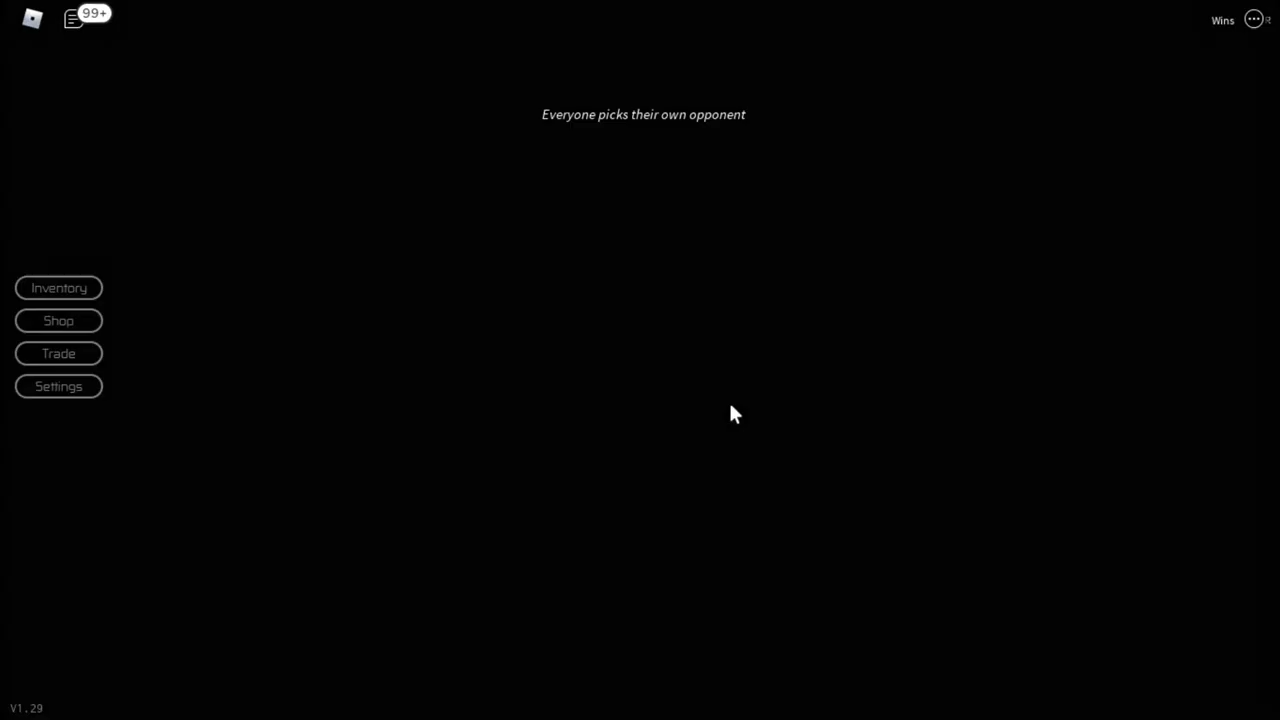 99+
Wins
Everyone picks their own opponent
Inventory
Shop
Trade
Settings
V1.29